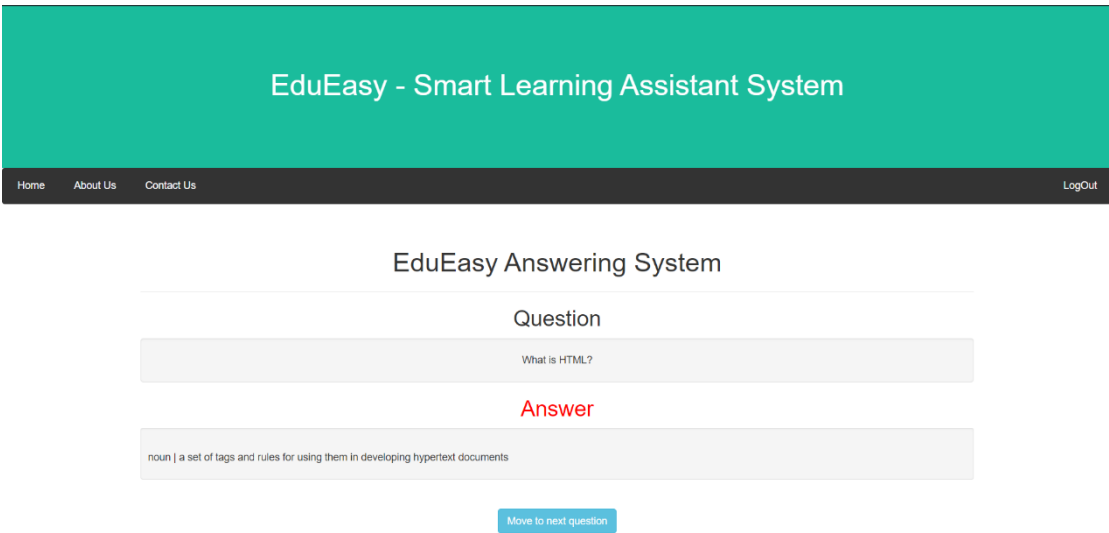 EduEasy - Smart Learning Assistant System
Home About Us Contact Us LogOut
EduEasy Answering System
Question
What is HTML?
Answer
noun | a set of tags and rules for using them in developing hypertext documents
Move to next question